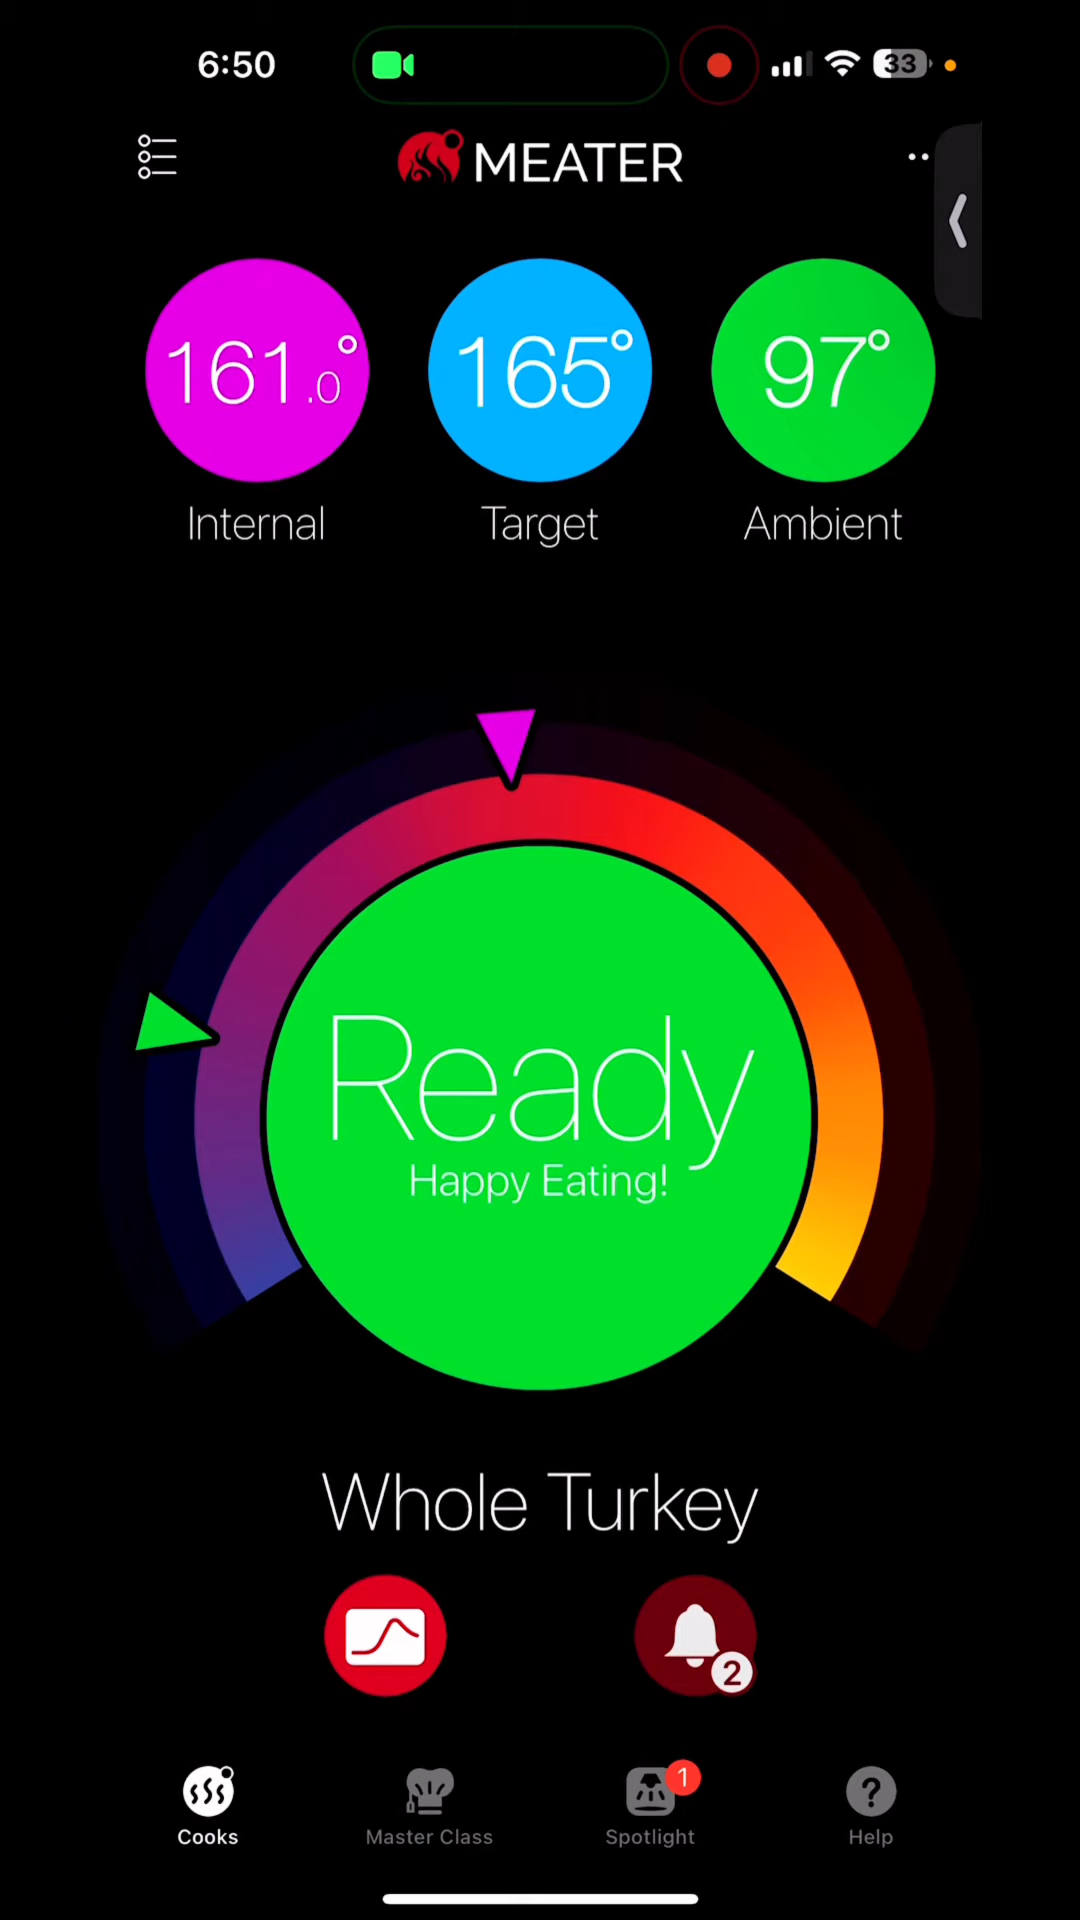 6:50
33
MEATER
161.0° 165° 97°
Internal Target Ambient
Ready
Happy Eating!
Whole Turkey
2
1
Cooks Master Class Spotlight Help
?